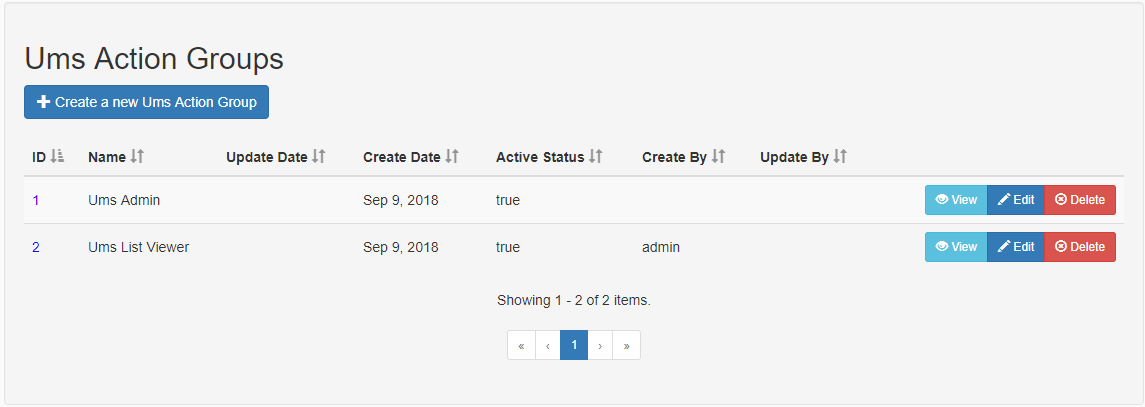 Ums Action Groups
Create a new Ums Action Group
ID Name Update Date Create Date Active Status Create By Update By
1 Ums Admin Sep 9, 2018 true View Edit Delete
2 Ums List Viewer Sep 9, 2018 true admin View Edit Delete
Showing 1 - 2 of 2 items.
« ‹ 1 › »